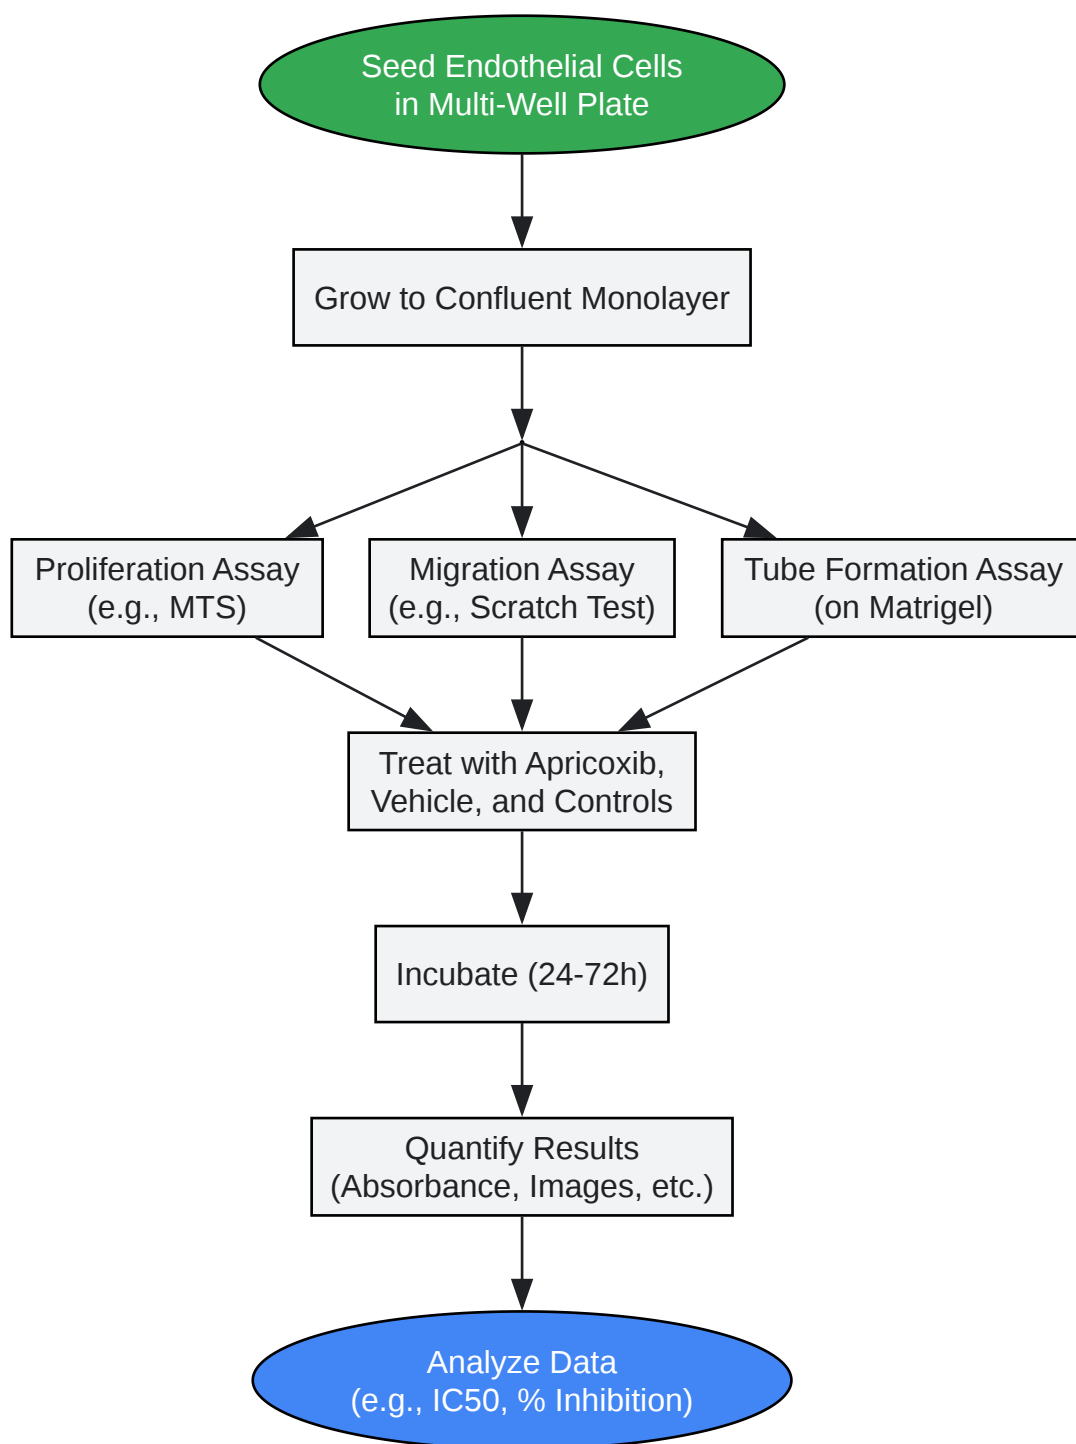 Seed Endothelial Cells
in Multi-Well Plate
Grow to Confluent Monolayer
Proliferation Assay
(e.g., MTS)
Migration Assay
(e.g., Scratch Test)
Tube Formation Assay
(on Matrigel)
Treat with Apricoxib,
Vehicle, and Controls
Incubate (24-72h)
Quantify Results
(Absorbance, Images, etc.)
Analyze Data
(e.g., IC50, % Inhibition)